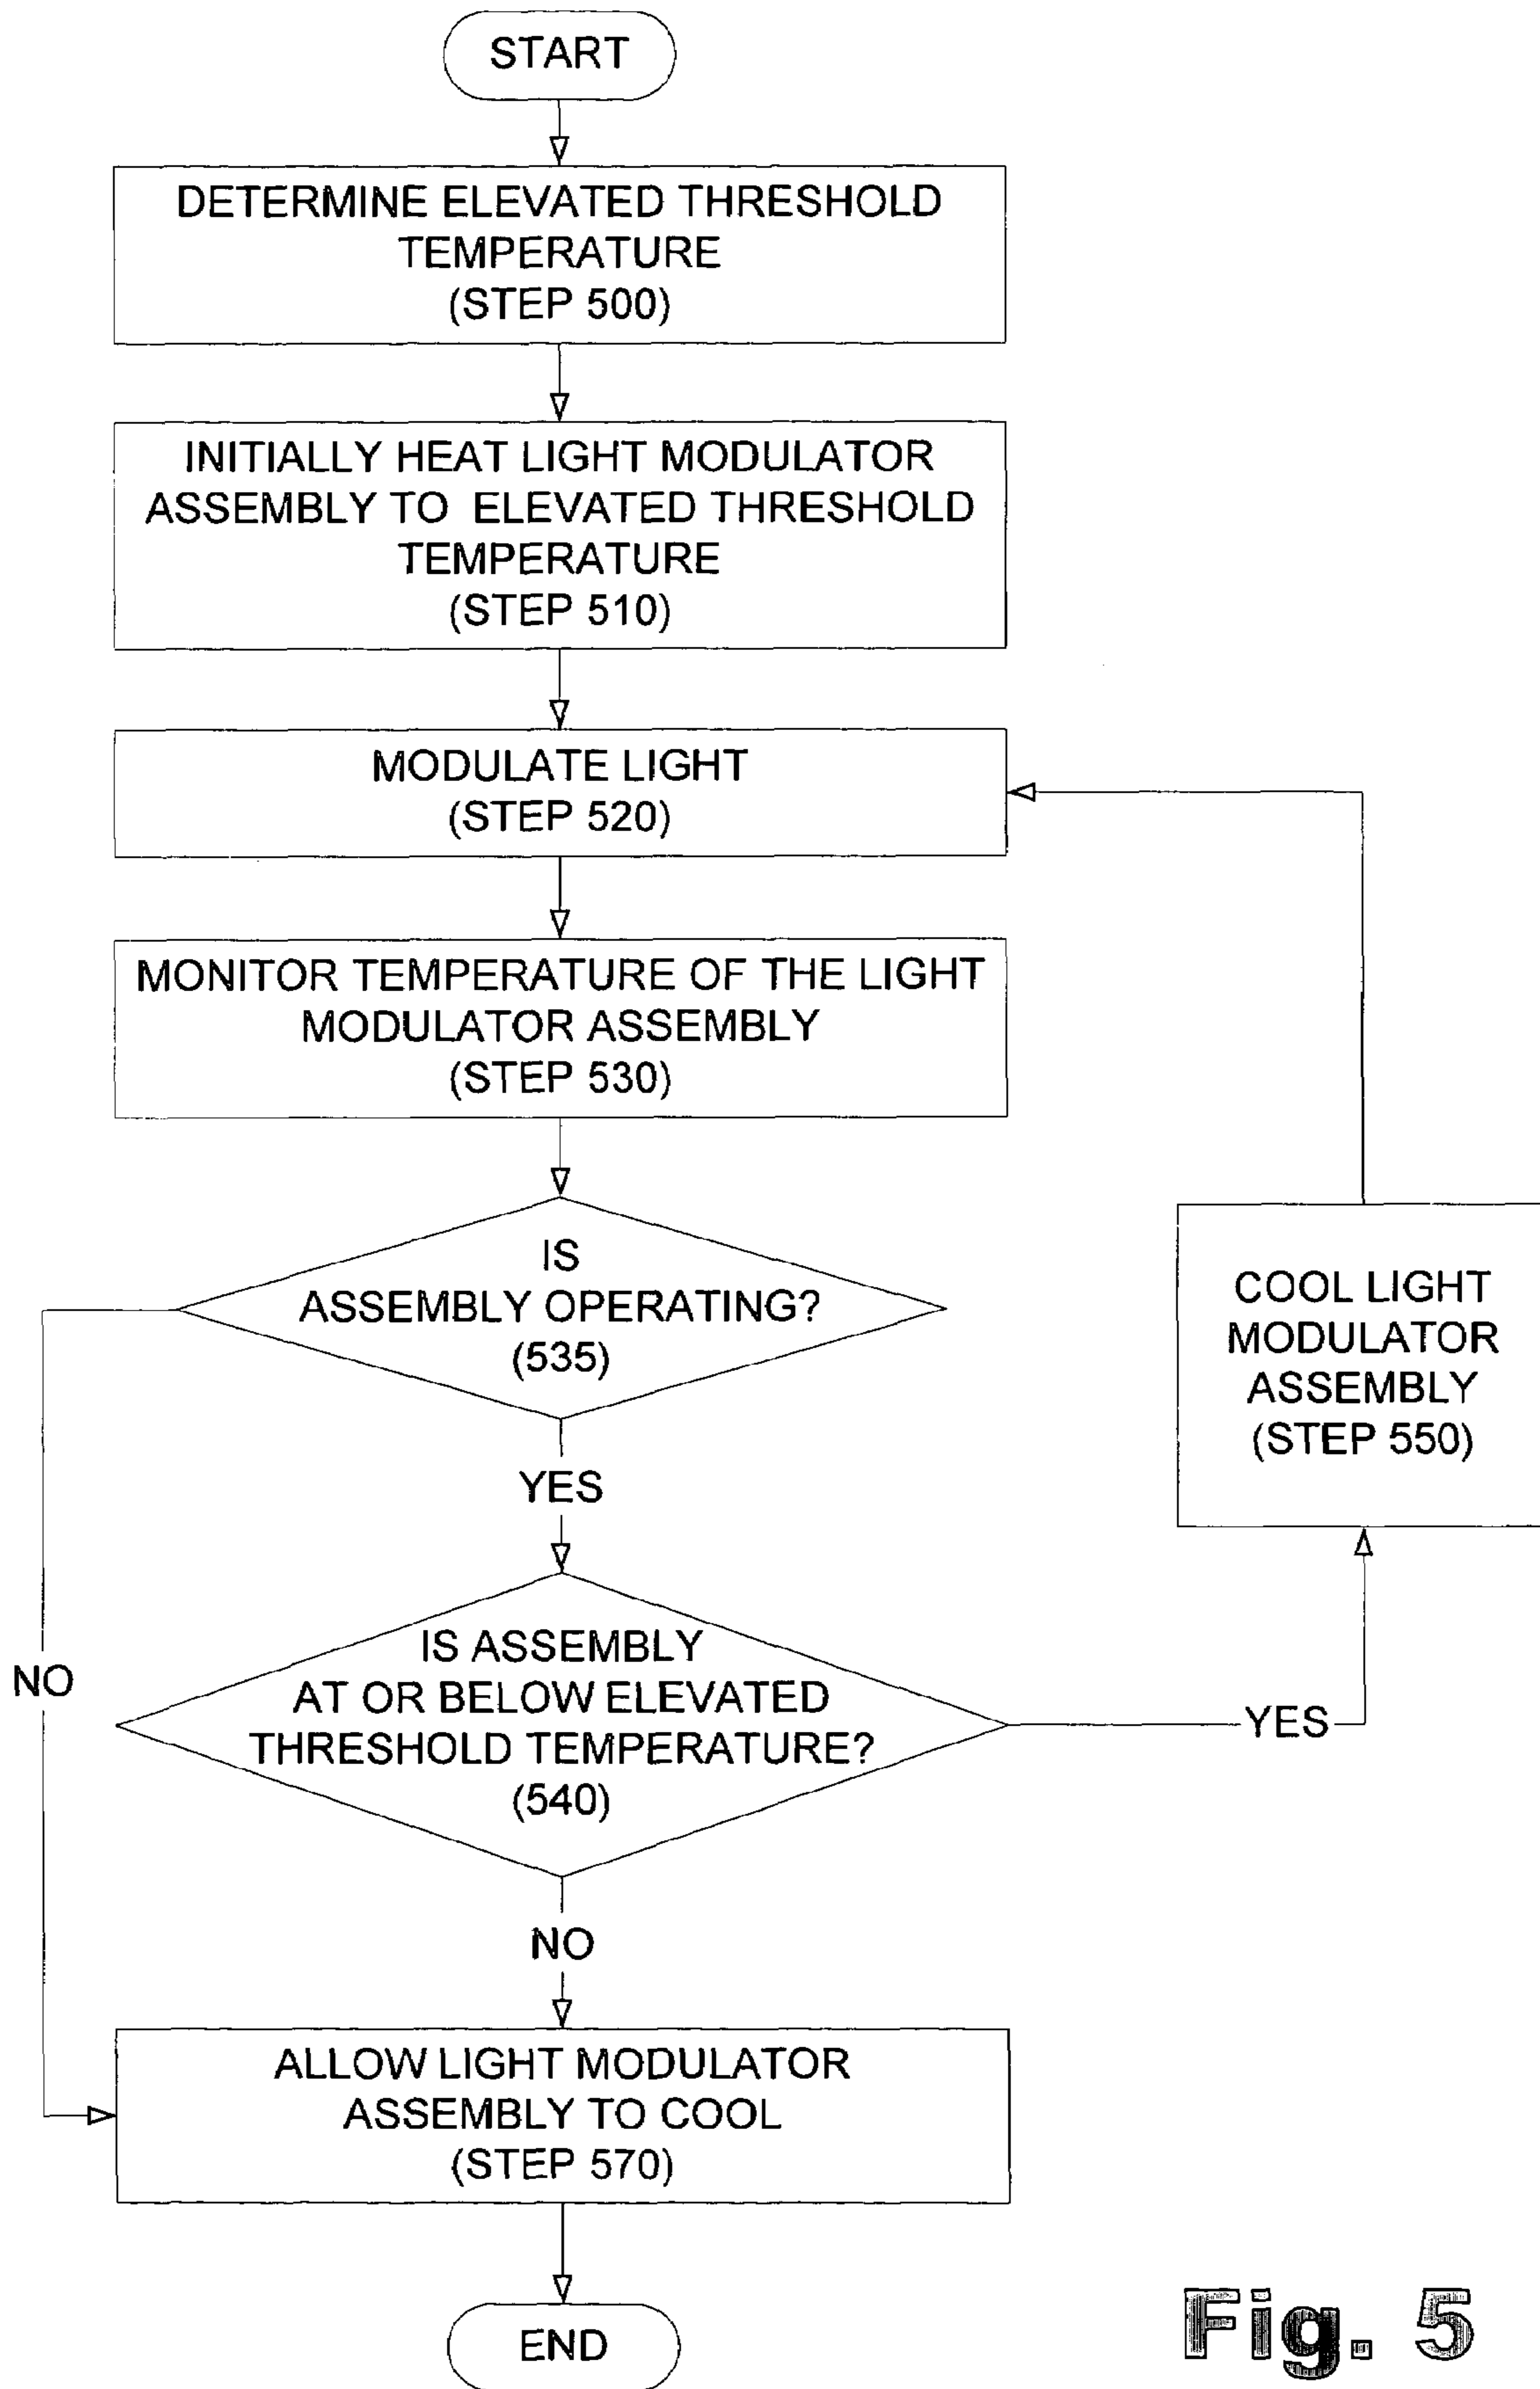 START
DETERMINE ELEVATED THRESHOLD
TEMPERATURE
(STEP 500)
INITIALLY HEAT LIGHT MODULATOR
ASSEMBLY TO ELEVATED THRESHOLD
TEMPERATURE
(STEP 510)
MODULATE LIGHT
(STEP 520)
MONITOR TEMPERATURE OF THE LIGHT
MODULATOR ASSEMBLY
(STEP 530)
IS
ASSEMBLY OPERATING?
(535)
COOL LIGHT
MODULATOR
ASSEMBLY
(STEP 550)
YES
IS ASSEMBLY
AT OR BELOW ELEVATED
THRESHOLD TEMPERATURE?
(540)
NO
YES
NO
ALLOW LIGHT MODULATOR
ASSEMBLY TO COOL
(STEP 570)
END
Fig. 5